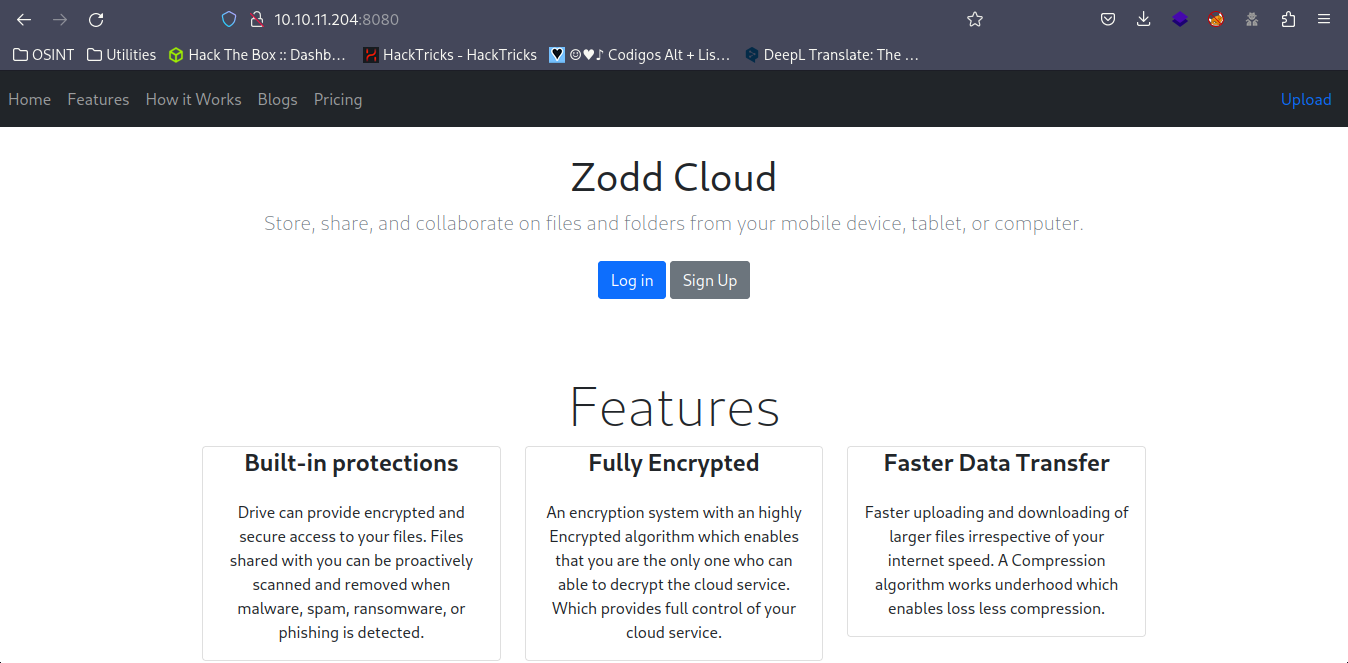 10.10.11.204:8080
OSINT Utilities Hack The Box :: Dashb... HackTricks - HackTricks ☺♥♪ Codigos Alt + Lis... DeepL Translate: The ...
Home Features How it Works Blogs Pricing Upload
Zodd Cloud
Store, share, and collaborate on files and folders from your mobile device, tablet, or computer.
Log in Sign Up
Features
Built-in protections
Drive can provide encrypted and
secure access to your files. Files
shared with you can be proactively
scanned and removed when
malware, spam, ransomware, or
phishing is detected.
Fully Encrypted
An encryption system with an highly
Encrypted algorithm which enables
that you are the only one who can
able to decrypt the cloud service.
Which provides full control of your
cloud service.
Faster Data Transfer
Faster uploading and downloading of
larger files irrespective of your
internet speed. A Compression
algorithm works underhood which
enables loss less compression.